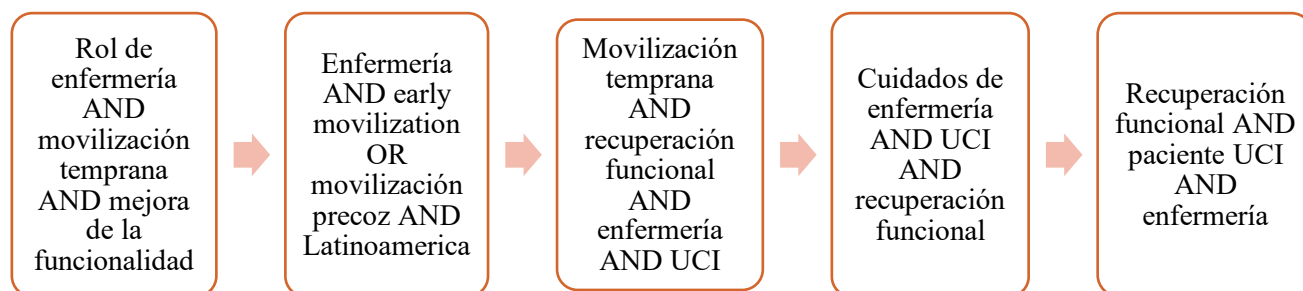 Rol de
enfermería
AND
movilización
temprana
AND mejora
de la
funcionalidad
Enfermería
AND early
movilization
OR
movilización
precoz AND
Latinoamerica
Movilización
temprana
AND
recuperación
funcional
AND
enfermería
AND UCI
Cuidados de
enfermería
AND UCI
AND
recuperación
funcional
Recuperación
funcional AND
paciente UCI
AND
enfermería